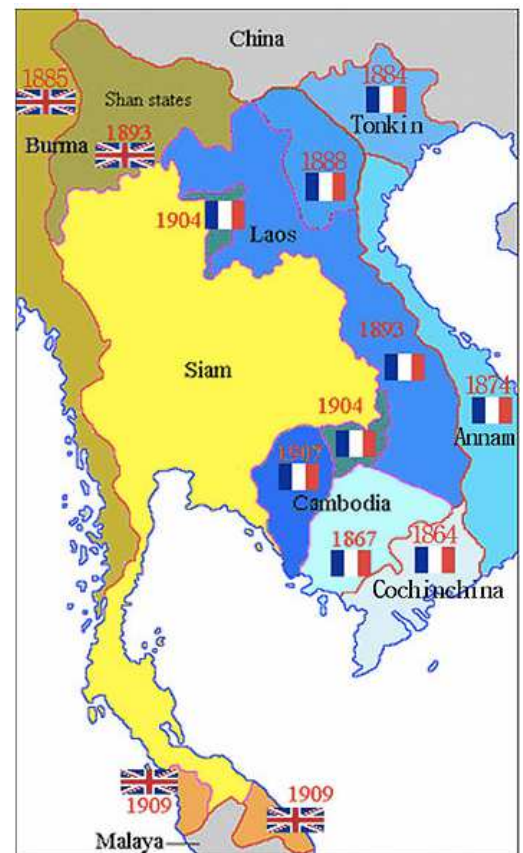 China
1885
Shan states
1884
Tonkin
Burma
1893
1888
1904
Laos
1893
Siam
1904
1874
Annam
1907
Cambodia
1867
1864
Cochinchina
1909
1909
Malaya